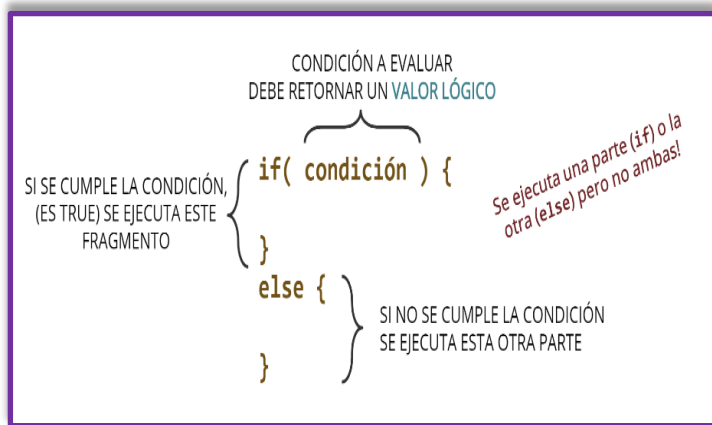 CONDICIÓN A EVALUAR
DEBE RETORNAR UN VALOR LÓGICO
if( condición ) {
SI SE CUMPLE LA CONDICIÓN,
(ES TRUE) SE EJECUTA ESTE
FRAGMENTO
Se ejecuta una parte (if) o la
otra (else) pero no ambas!
}
else {
SI NO SE CUMPLE LA CONDICIÓN
SE EJECUTA ESTA OTRA PARTE
}